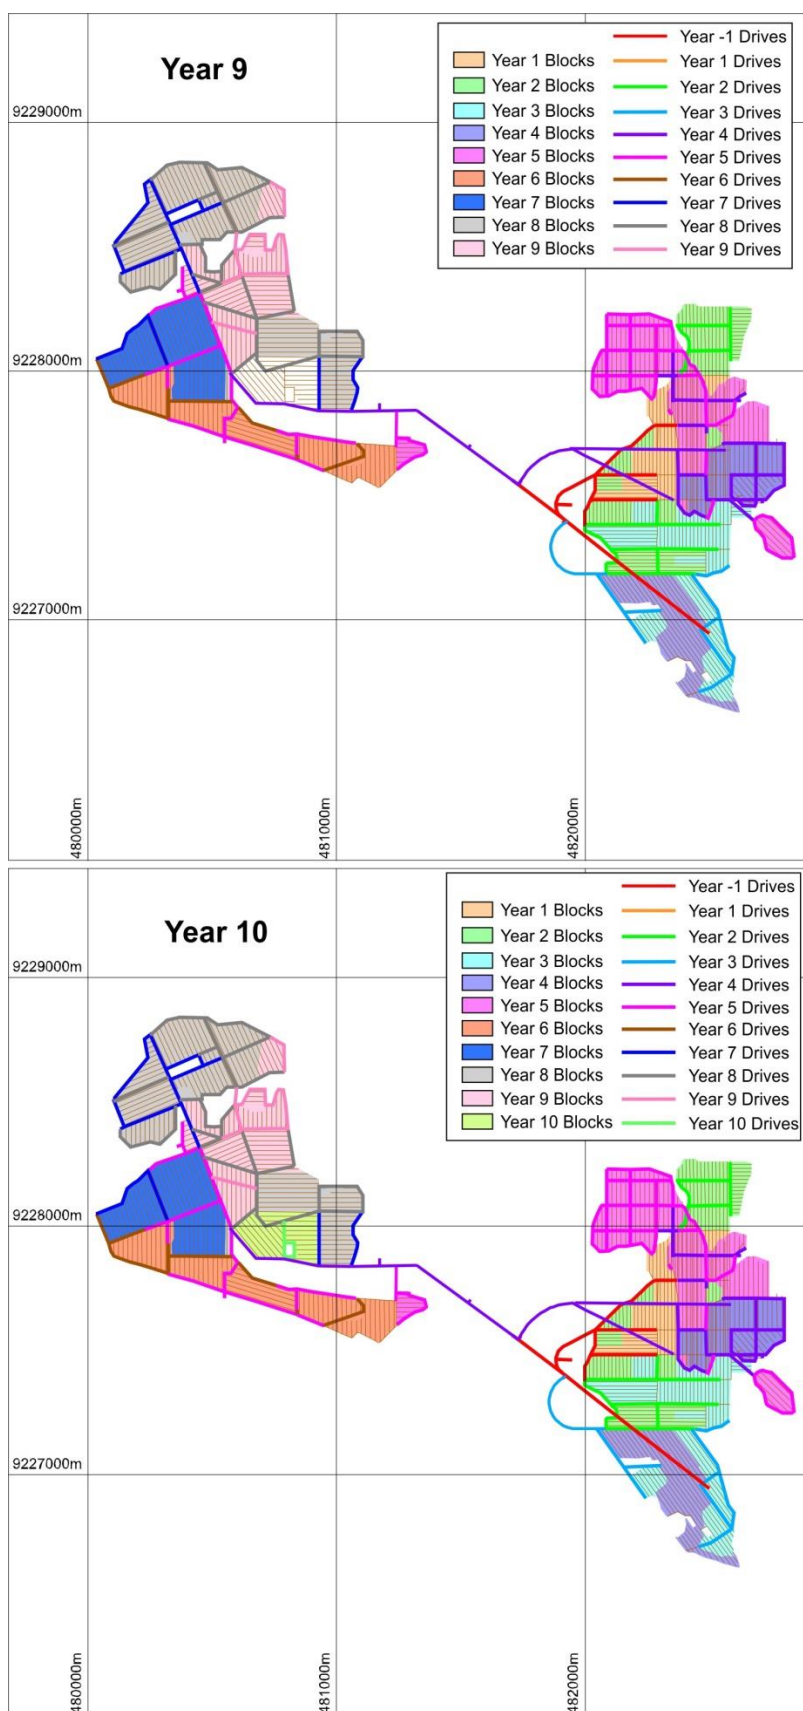 Year 9
Year -1 Drives
Year 1 Blocks Year 1 Drives
Year 2 Blocks Year 2 Drives
Year 3 Blocks Year 3 Drives
Year 4 Blocks Year 4 Drives
Year 5 Blocks Year 5 Drives
Year 6 Blocks Year 6 Drives
Year 7 Blocks Year 7 Drives
Year 8 Blocks Year 8 Drives
Year 9 Blocks Year 9 Drives
9229000m
9228000m
9227000m
480000m
481000m
482000m
Year 10
Year -1 Drives
Year 1 Blocks Year 1 Drives
Year 2 Blocks Year 2 Drives
Year 3 Blocks Year 3 Drives
Year 4 Blocks Year 4 Drives
Year 5 Blocks Year 5 Drives
Year 6 Blocks Year 6 Drives
Year 7 Blocks Year 7 Drives
Year 8 Blocks Year 8 Drives
Year 9 Blocks Year 9 Drives
Year 10 Blocks Year 10 Drives
9229000m
9228000m
9227000m
480000m
481000m
482000m